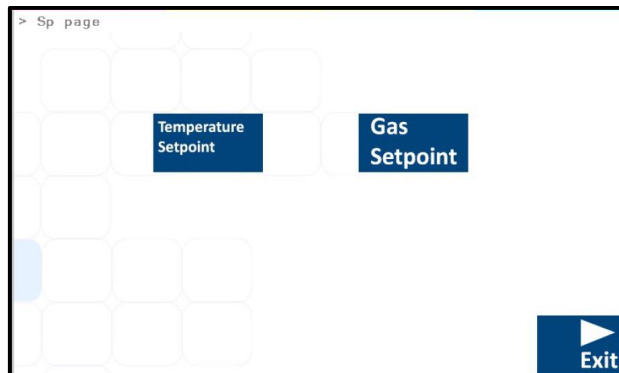 > Sp page
Temperature
Setpoint
Gas
Setpoint
Exit